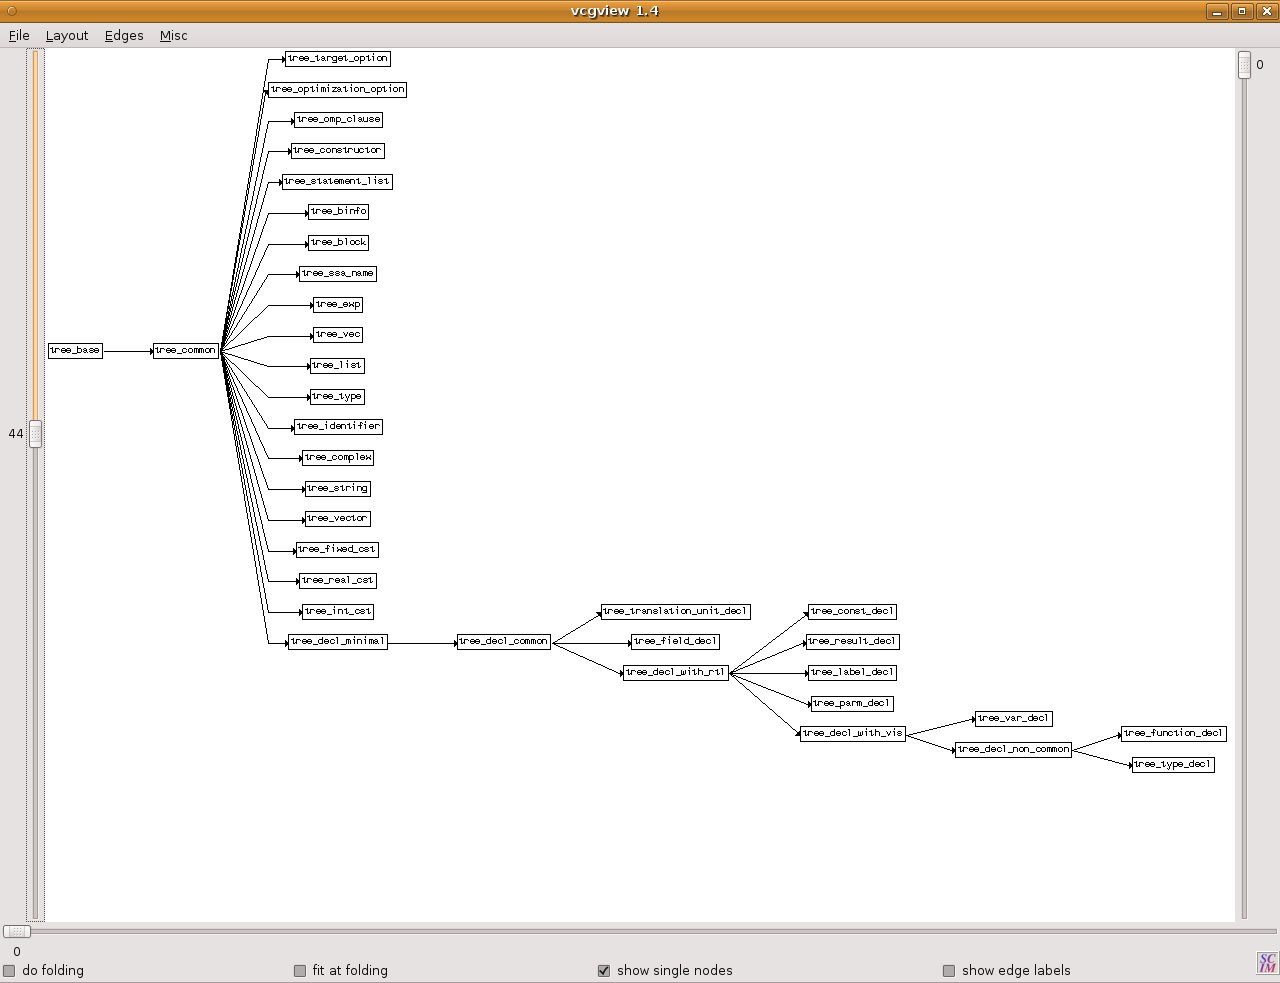 vcgview 1.4
File Layout Edges Misc
tree_target_option
0
tree_optimization_option
tree_omp_clause
tree_constructor
tree_statement_list
tree_binfo
tree_block
tree_ssa_name
tree_exp
tree_vec
tree_base tree_common
tree_list
tree_type
tree_identifier
44
tree_complex
tree_string
tree_vector
tree_fixed_cst
tree_real_cst
tree_int_cst tree_translation_unit_decl tree_const_decl
tree_decl_minimal tree_decl_common tree_field_decl tree_result_decl
tree_decl_with_rtl tree_label_decl
tree_parm_decl
tree_var_decl
tree_decl_with_vis tree_function_decl
tree_decl_non_common
tree_type_decl
0
do folding fit at folding show single nodes show edge labels
SC
IM